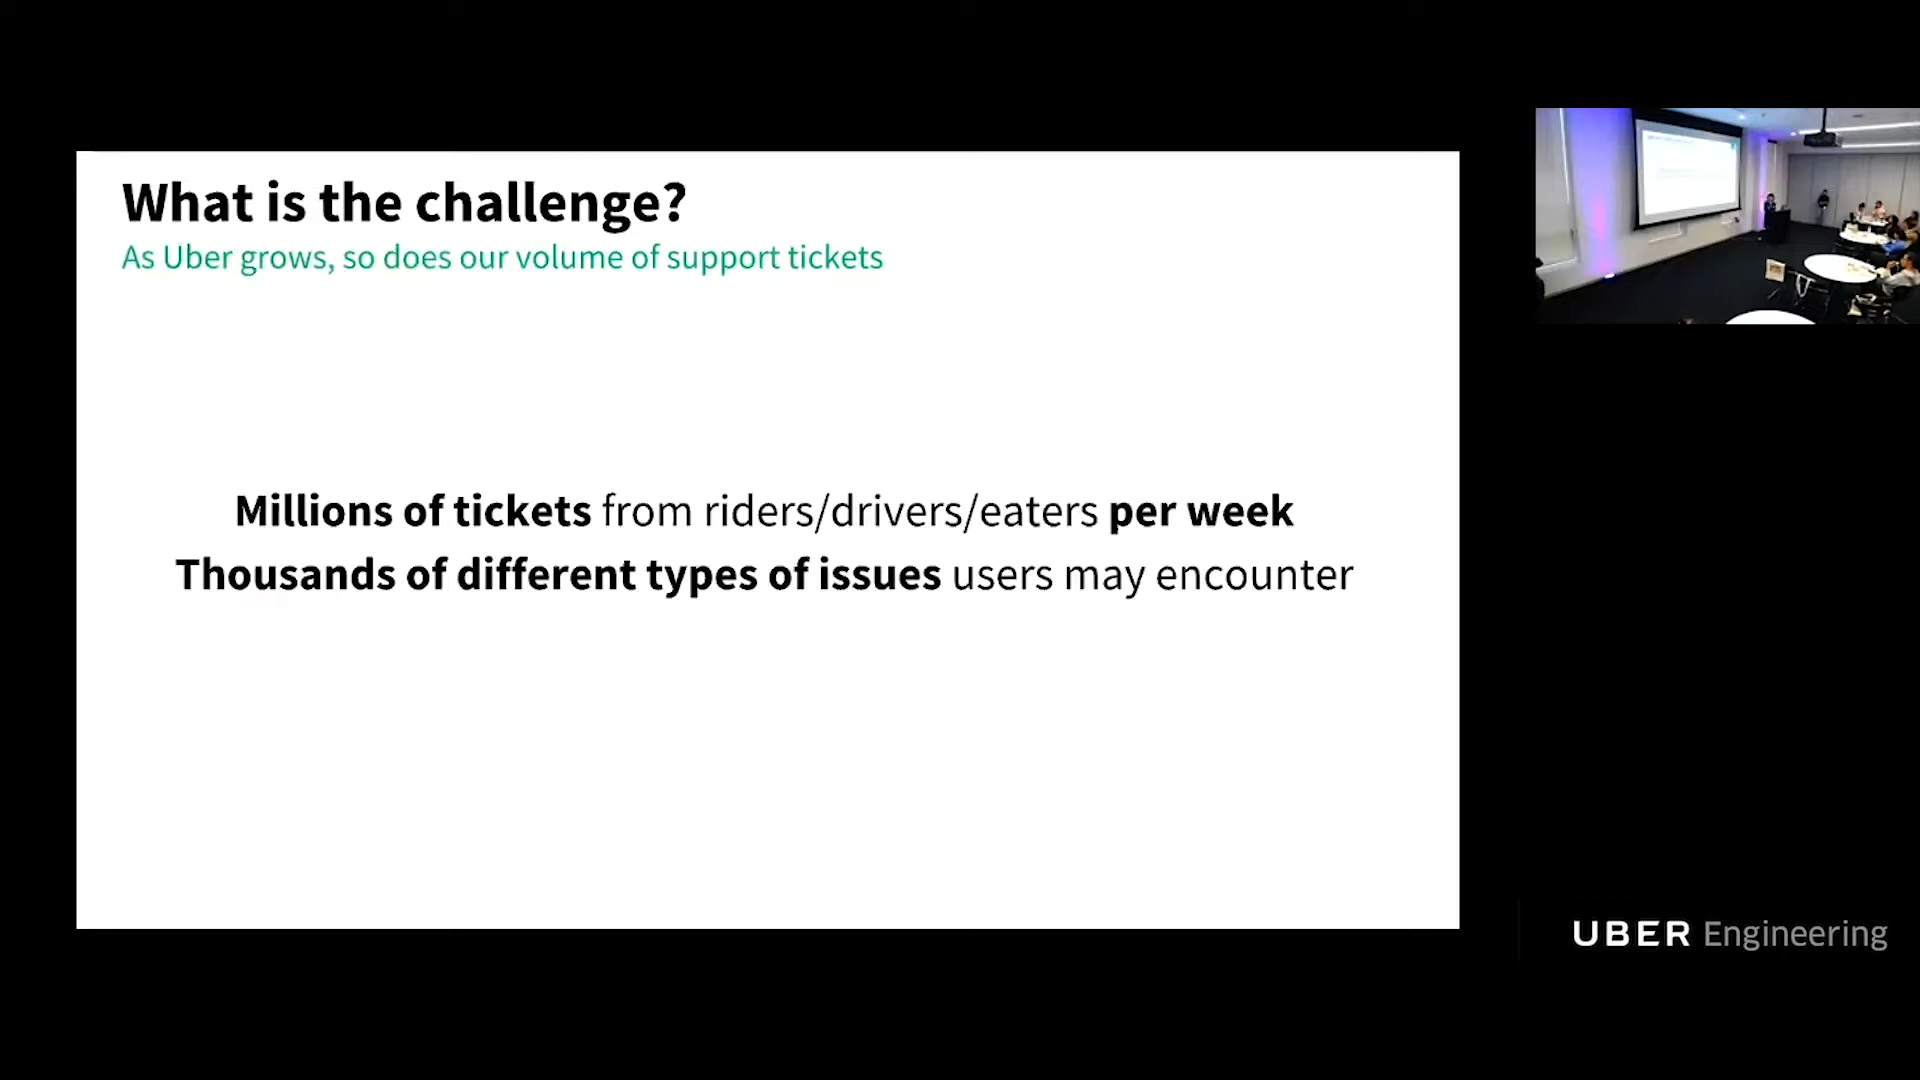 What is the challenge?
As Uber grows, so does our volume of support tickets
Millions of tickets from riders/drivers/eaters per week
Thousands of different types of issues users may encounter
UBER Engineering